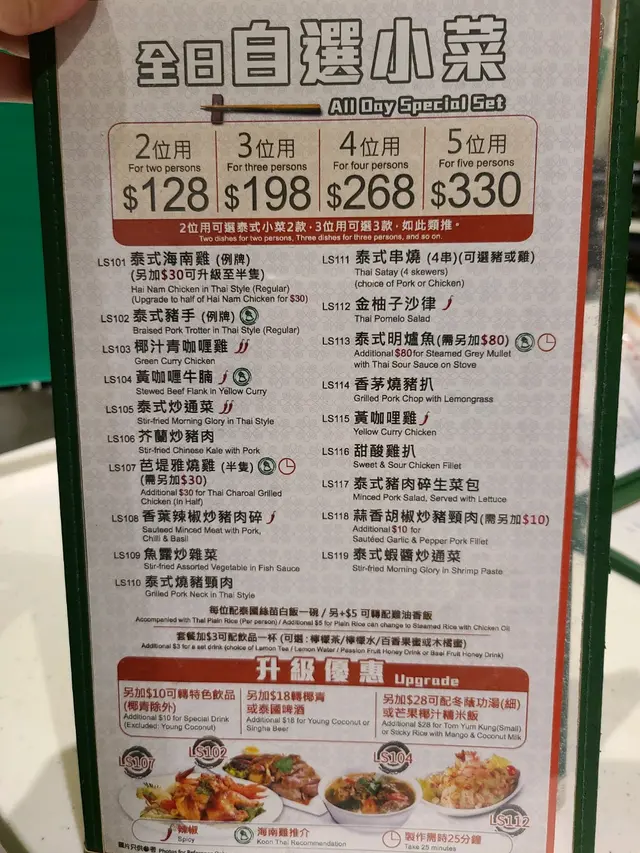 全日自選小菜
All Day Special Set
2位用 3位用 4位用 5位用
For two persons For three persons For four persons For five persons
$128 $198 $268 $330
2位用可選泰式小菜2款，3位用可選3款，如此類推。
Two dishes for two persons, Three dishes for three persons, and so on.
LS101 泰式海南雞 (例牌)
(另加$30可升級至半隻)
Hai Nam Chicken in Thai Style (Regular)
(Upgrade to half of Hai Nam Chicken for $30)
LS102 泰式豬手 (例牌)
Braised Pork Trotter in Thai Style (Regular)
LS103 椰汁青咖喱雞
Green Curry Chicken
LS104 黃咖喱牛腩
Stewed Beef Flank in Yellow Curry
LS105 泰式炒通菜
Stir-fried Morning Glory in Thai Style
LS106 芥蘭炒豬肉
Stir-fried Chinese Kale with Pork
LS107 芭堤雅燒雞 (半隻)
(需另加$30)
Additional $30 for Thai Charcoal Grilled
Chicken (In Half)
LS108 香葉辣椒炒豬肉碎
Sauteed Minced Meat with Pork,
Chilli & Basil
LS109 魚露炒雜菜
Stir-fried Assorted Vegetable in Fish Sauce
LS110 泰式燒豬頸肉
Grilled Pork Neck in Thai Style
LS111 泰式串燒 (4串)(可選豬或雞)
Thai Satay (4 skewers)
(choice of Pork or Chicken)
LS112 金柚子沙律
Thai Pomelo Salad
LS113 泰式明爐魚(需另加$80)
Additional $80 for Steamed Grey Mullet
with Thai Sour Sauce on Stove
LS114 香茅燒豬扒
Grilled Pork Chop with Lemongrass
LS115 黃咖哩雞
Yellow Curry Chicken
LS116 甜酸雞扒
Sweet & Sour Chicken Fillet
LS117 泰式豬肉碎生菜包
Minced Pork Salad, Served with Lettuce
LS118 蒜香胡椒炒豬頸肉(需另加$10)
Additional $10 for
Sautéed Garlic & Pepper Pork Fillet
LS119 泰式蝦醬炒通菜
Stir-fried Morning Glory in Shrimp Paste
每位配泰國絲苗白飯一碗 / 另+$5 可轉配雞油香飯
Accompanied with Thai Plain Rice (Per person) / Additional $5 for Plain Rice can change to Steamed Rice with Chicken Oil
套餐加$3可配飲品一杯 (可選 : 檸檬茶/檸檬水/百香果蜜或木橘蜜)
Additional $3 for a set drink (choice of Lemon Tea / Lemon Water / Passion Fruit Honey Drink or Bael Fruit Honey Drink)
升級優惠 Upgrade
另加$10可轉特色飲品
(椰青除外)
Additional $10 for Special Drink
(Excluded: Young Coconut)
另加$18轉椰青
或泰國啤酒
Additional $18 for Young Coconut or
Singha Beer
另加$28可配冬蔭功湯(細)
或芒果椰汁糯米飯
Additional $28 for Tom Yum Kung(Small)
or Sticky Rice with Mango & Coconut Milk
LS107 LS102 LS104 LS112
辣椒
Spicy
海南雞推介
Koon Thai Recommendation
製作需時25分鐘
Take 25 minutes
圖片只供參考 Photos for Reference